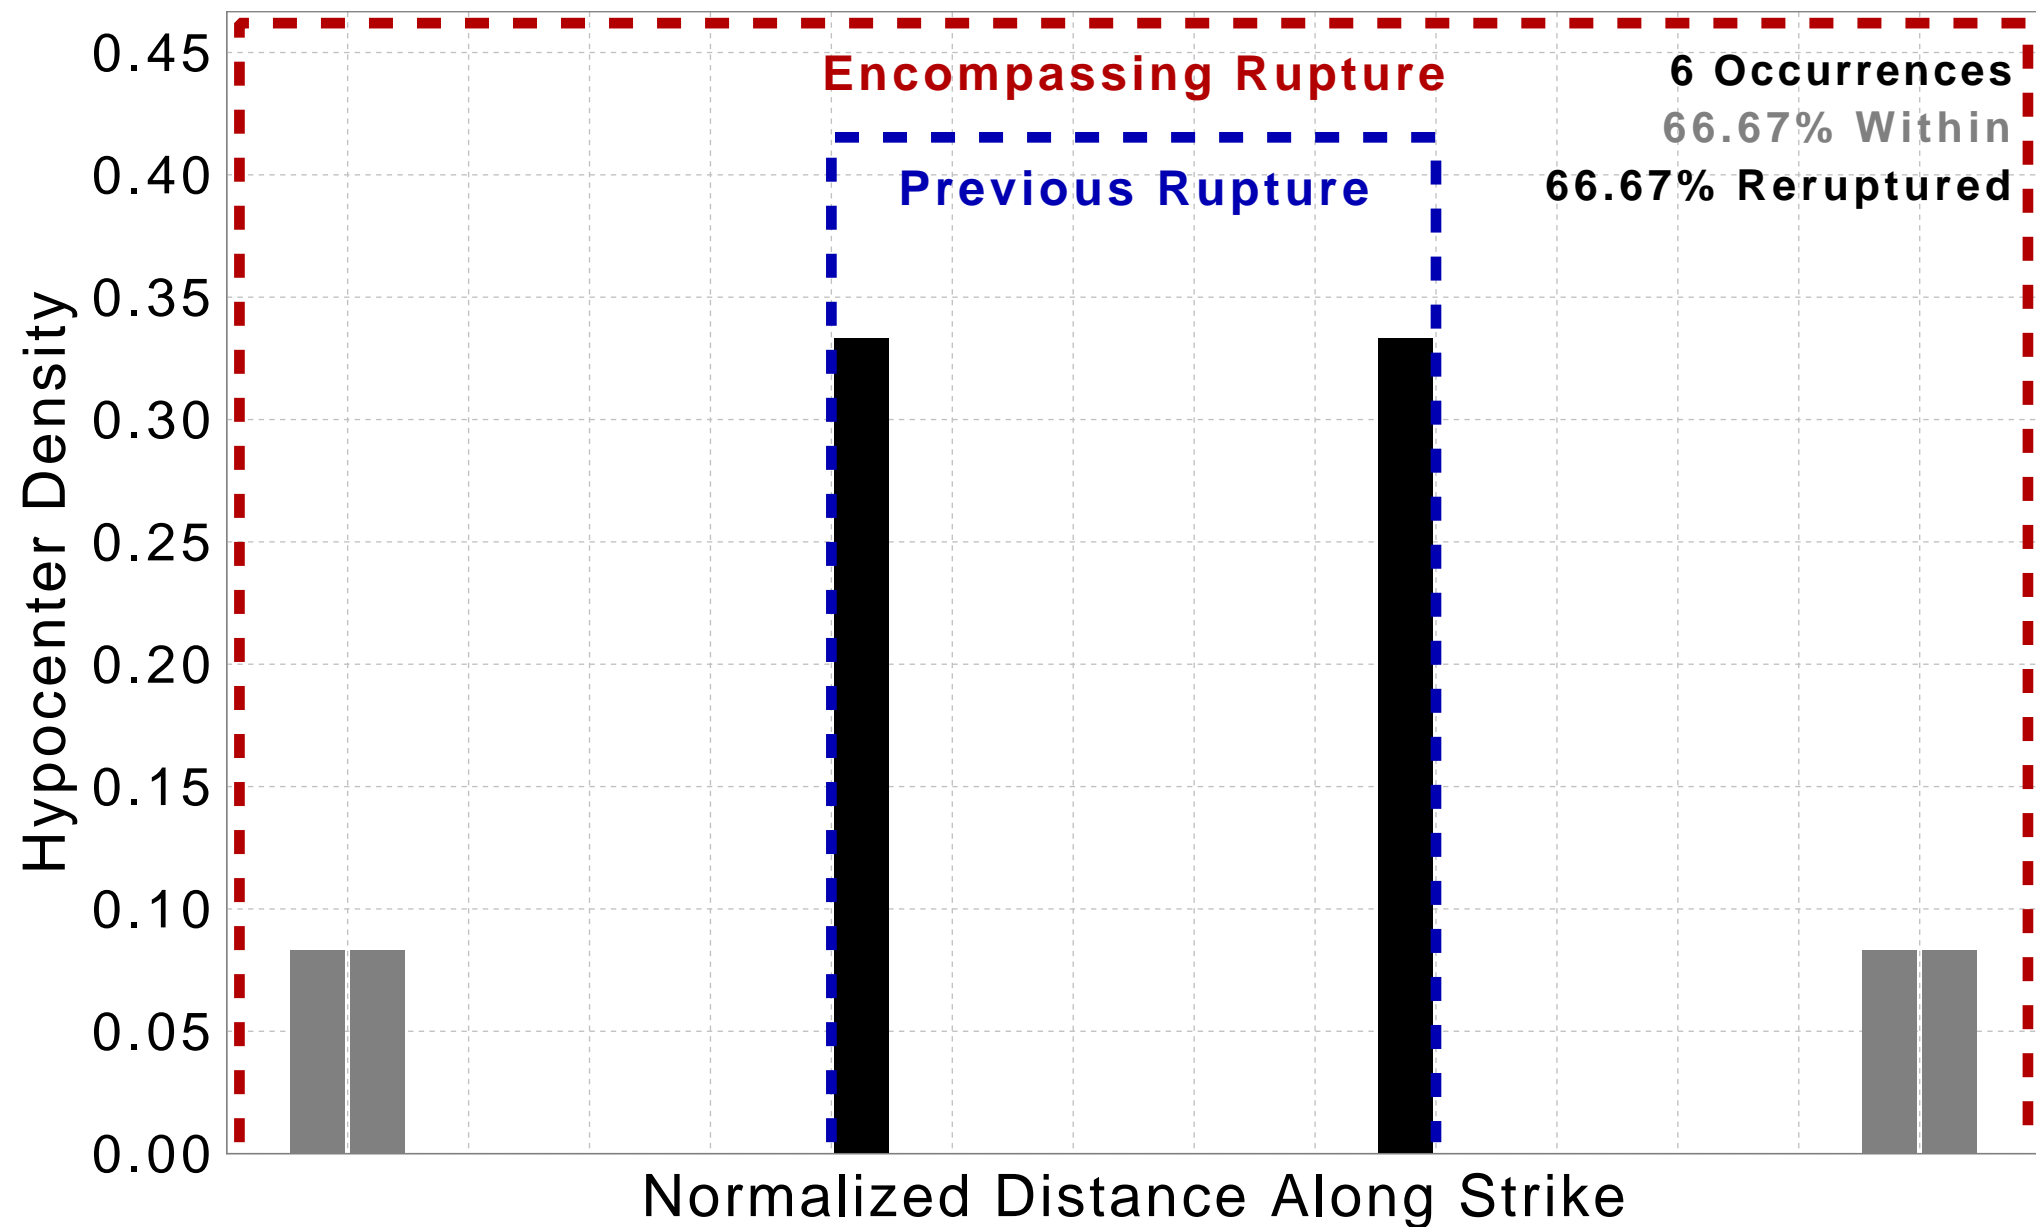 Encompassing Rupture
Previous Rupture
6 Occurrences
66.67% Within
66.67% Reruptured
Hypocenter Density
0.45
0.40
0.35
0.30
0.25
0.20
0.15
0.10
0.05
0.00
Normalized Distance Along Strike